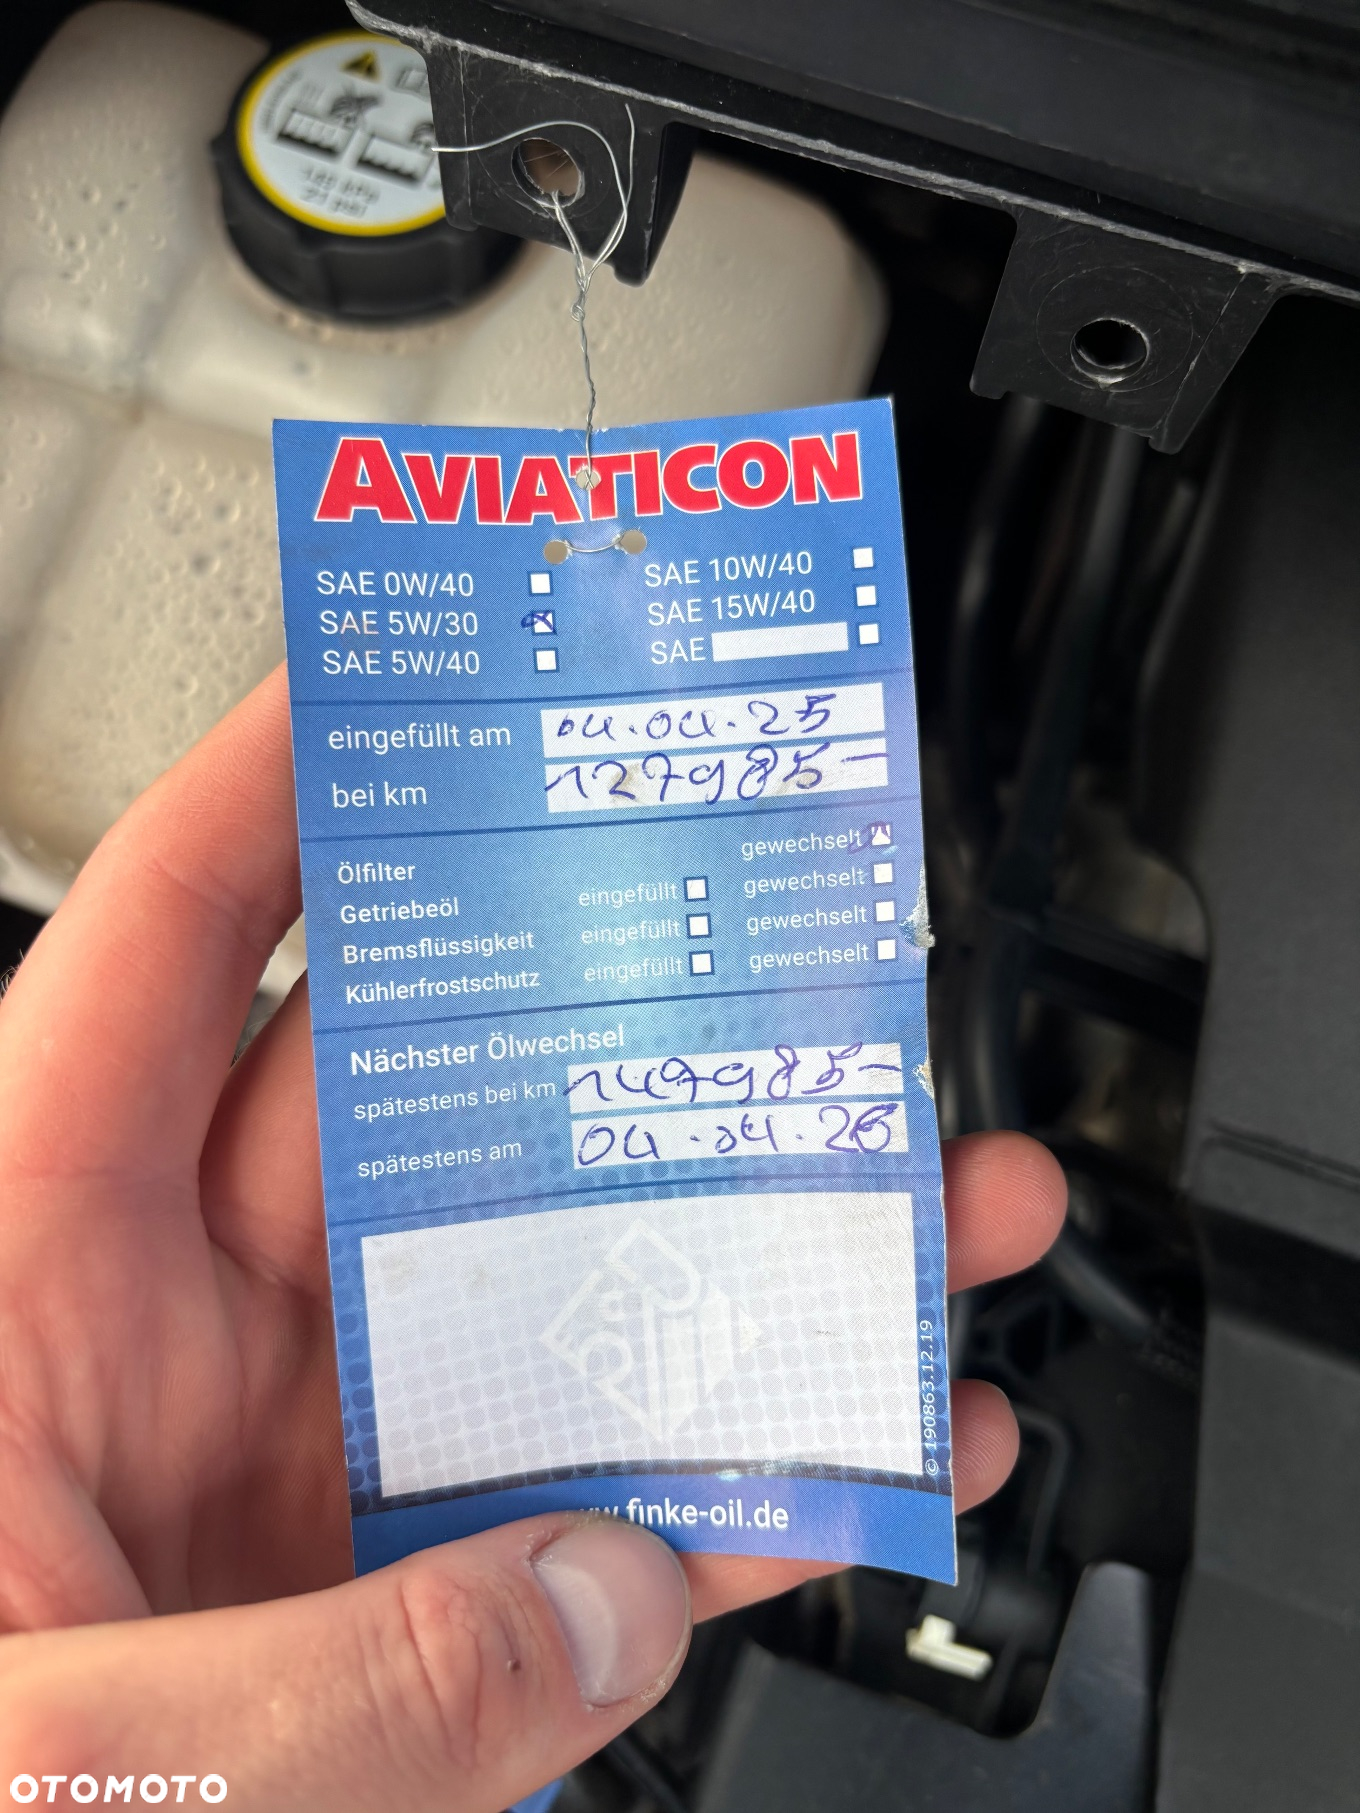 AVIATICON
SAE 0W/40
SAE 5W/30
SAE 5W/40
SAE 10W/40
SAE 15W/40
SAE
eingefüllt am 04.04.25
bei km 127985-
Ölfilter gewechselt
Getriebeöl eingefüllt gewechselt
Bremsflüssigkeit eingefüllt gewechselt
Kühlerfrostschutz eingefüllt gewechselt
Nächster Ölwechsel
spätestens bei km 147985-
spätestens am 04.04.26
© 190863.12.19
finke-oil.de
OTOMOTO